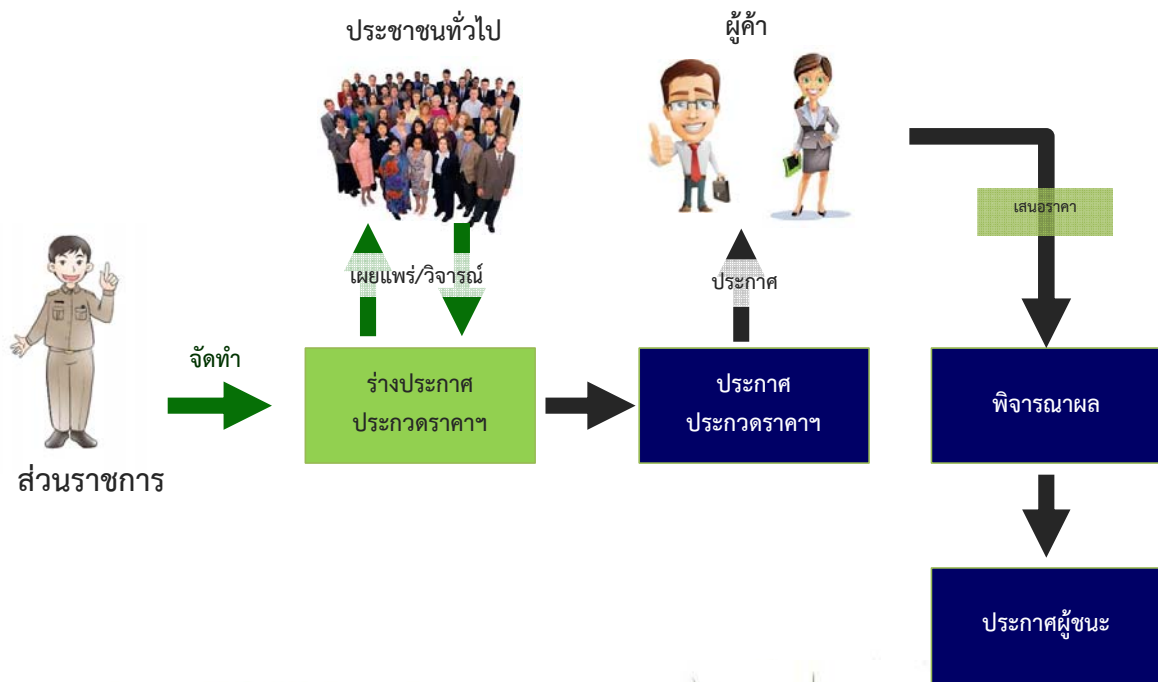 ประชาชนทั่วไป
ผู้ค้า
เสนอราคา
เผยแพร่/วิจารณ์
ประกาศ
จัดทำ
ร่างประกาศ
ประกวดราคาฯ
ประกาศ
ประกวดราคาฯ
พิจารณาผล
ส่วนราชการ
ประกาศผู้ชนะ